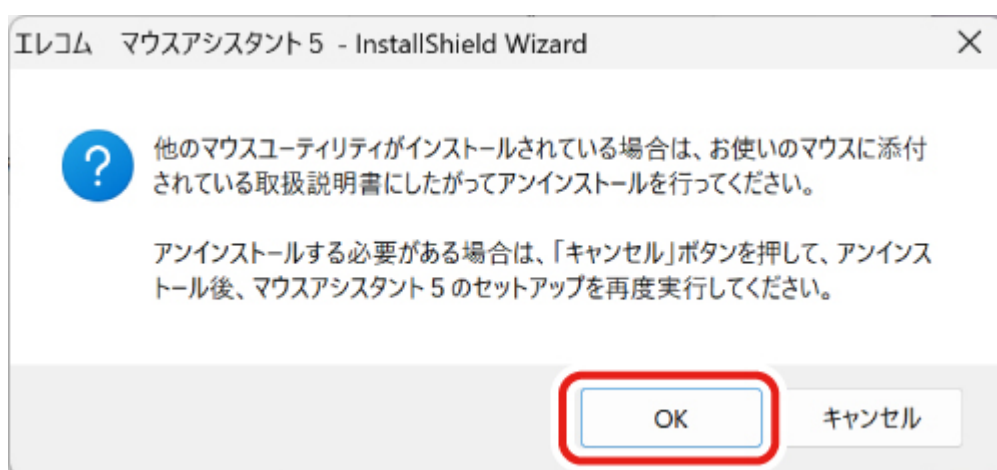 エレコム　マウスアシスタント 5 - InstallShield Wizard
他のマウスユーティリティがインストールされている場合は、お使いのマウスに添付
されている取扱説明書にしたがってアンインストールを行ってください。
アンインストールする必要がある場合は、「キャンセル」ボタンを押して、アンインス
トール後、マウスアシスタント 5 のセットアップを再度実行してください。
OK
キャンセル